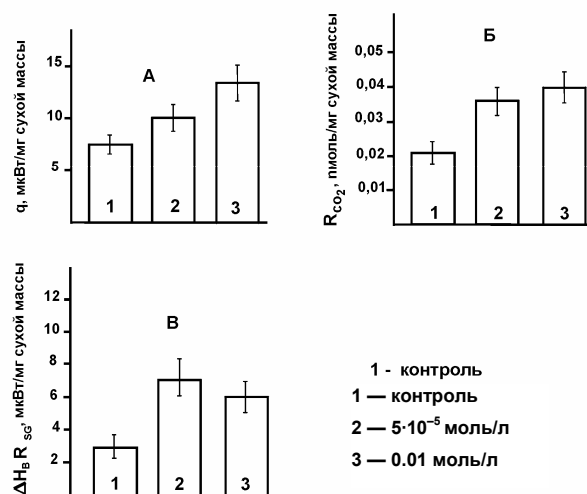 q, мкВт/мг сухой массы
15
10
5
А
1
2
3
R_CO2, пмоль/мг сухой массы
0,05
0,04
0,03
0,02
0,01
Б
1
2
3
ΔH_B R_SG, мкВт/мг сухой массы
12
10
8
6
4
2
В
1
2
3
1 - контроль
1 — контроль
2 — 5·10⁻⁵ моль/л
3 — 0.01 моль/л